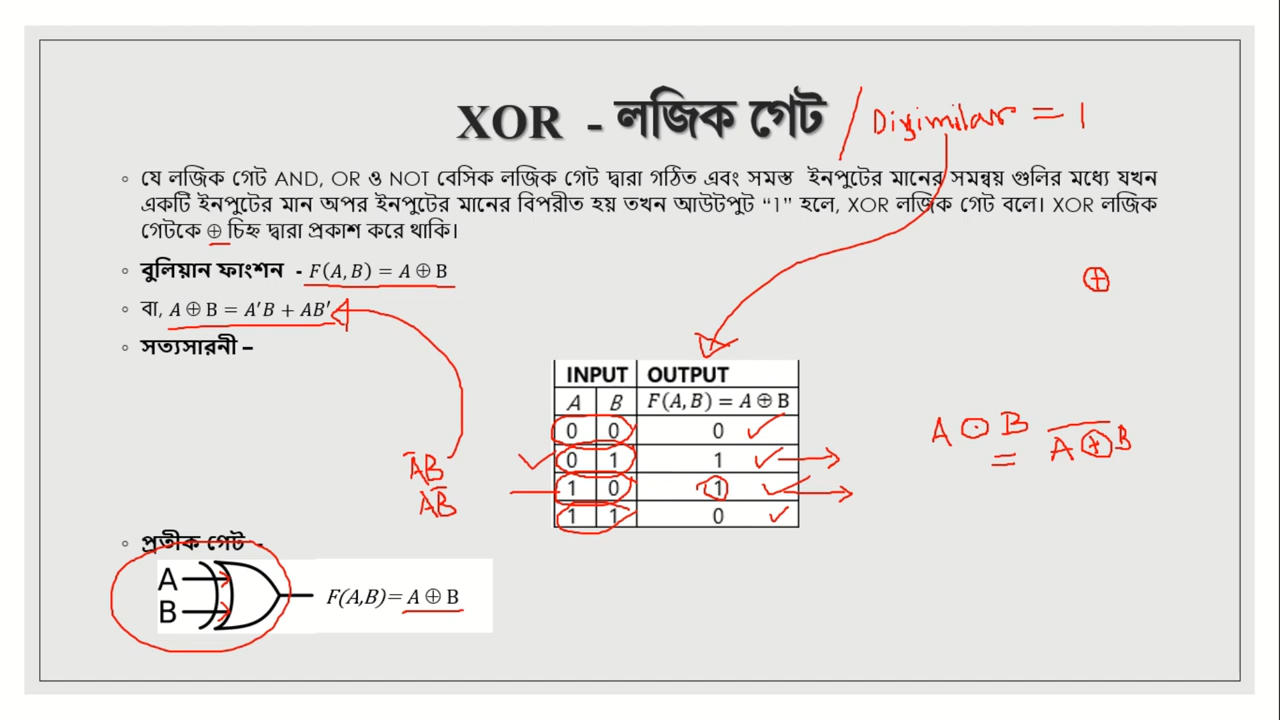 XOR - লজিক গেট / Dissimilar = 1
◦ যে লজিক গেট AND, OR ও NOT বেসিক লজিক গেট দ্বারা গঠিত এবং সমস্ত ইনপুটের মানের সমন্বয় গুলির মধ্যে যখন
একটি ইনপুটের মান অপর ইনপুটের মানের বিপরীত হয় তখন আউটপুট “1” হলে, XOR লজিক গেট বলে। XOR লজিক
গেটকে ⊕ চিহ্ন দ্বারা প্রকাশ করে থাকি।
◦ বুলিয়ান ফাংশন - F(A, B) = A ⊕ B
⊕
◦ বা, A ⊕ B = A′B + AB′
◦ সত্যসারনী –
INPUT OUTPUT
A B F(A, B) = A ⊕ B
0 0 0
0 1 1
1 0 1
1 1 0
A̅B
AB̅
A ⊙ B = \overline{A ⊕ B}
◦ প্রতীক গেট -
A
B
F(A,B)= A ⊕ B